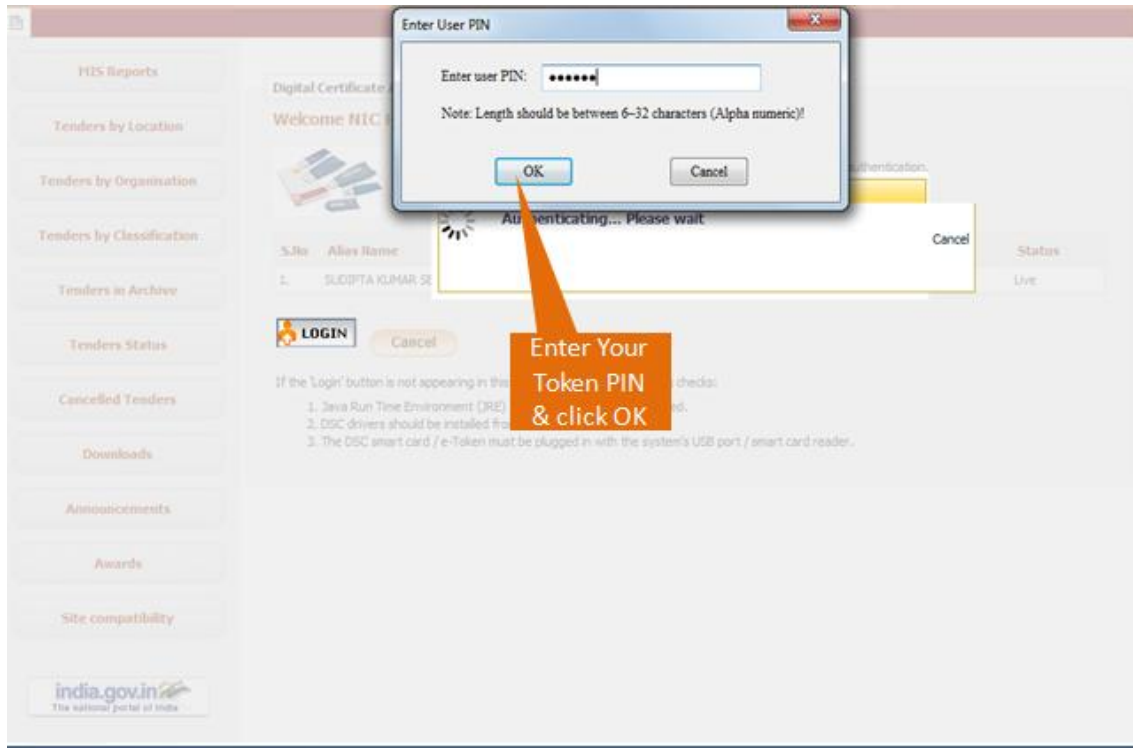 Enter User PIN
Enter user PIN: ••••••
Note: Length should be between 6–32 characters (Alpha numeric)!
OK
Cancel
MIS Reports
Tenders by Location
Tenders by Organisation
Tenders by Classification
Tenders in Archive
Tenders Status
Cancelled Tenders
Downloads
Announcements
Awards
Site compatibility
india.gov.in
The national portal of India
Digital Certificate
Welcome NIC
authentication.
Authenticating... Please wait
Cancel
S.No Alias Name Status
1. SUDIPTA KUMAR Live
LOGIN
Cancel
Enter Your
Token PIN
& click OK
If the 'Login' button is not appearing in checks:
1. Java Run Time Environment (JRE)
2. DSC drivers should be installed
3. The DSC smart card / e-Token must be plugged in with the system's USB port / smart card reader.